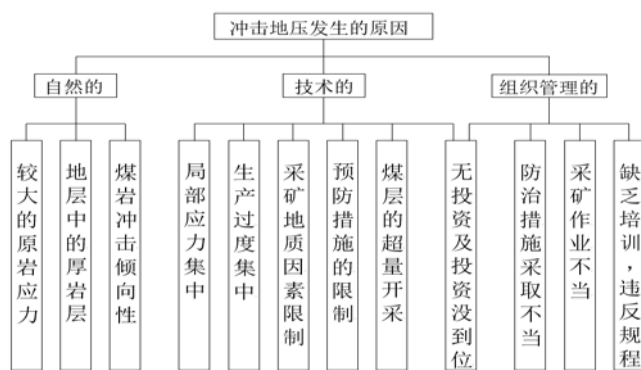 冲击地压发生的原因
自然的
技术的
组织管理的
较大的原岩应力
地层中的厚岩层
煤岩冲击倾向性
局部应力集中
生产过度集中
采矿地质因素限制
预防措施的限制
煤层的超量开采
无投资及投资没到位
防治措施采取不当
采矿作业不当
缺乏培训,违反规程